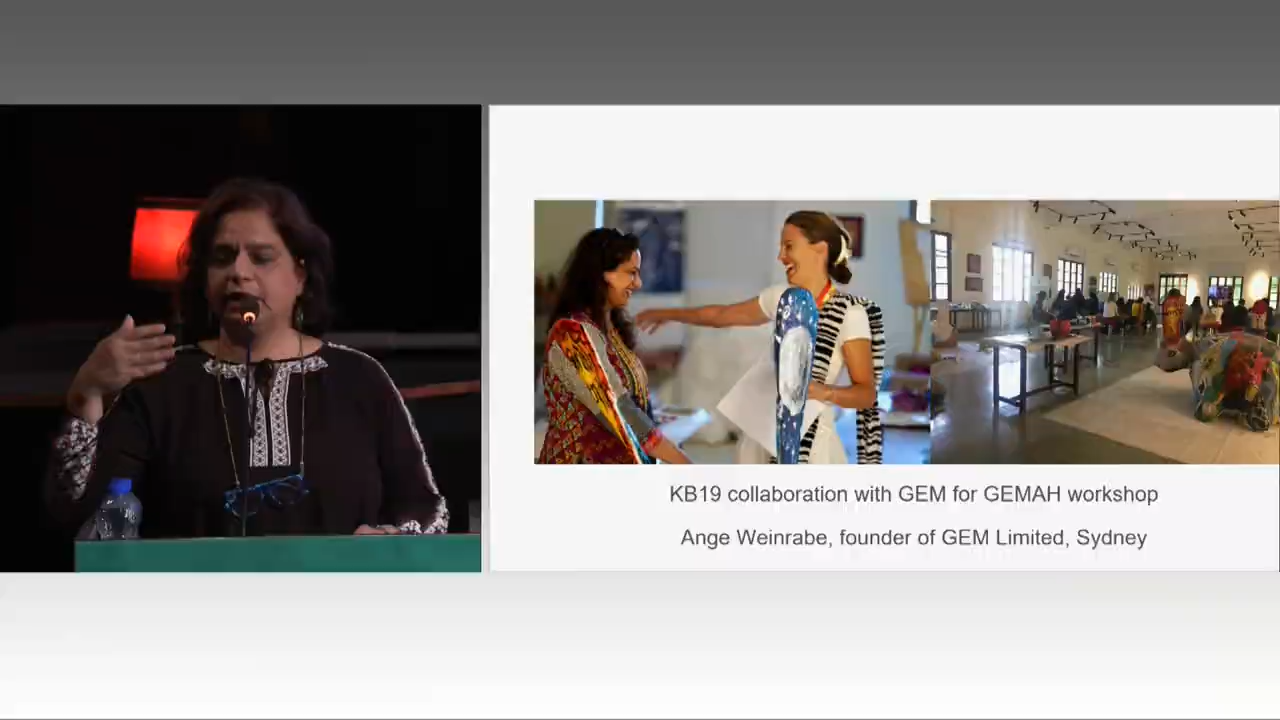 KB19 collaboration with GEM for GEMAH workshop
Ange Weinrabe, founder of GEM Limited, Sydney